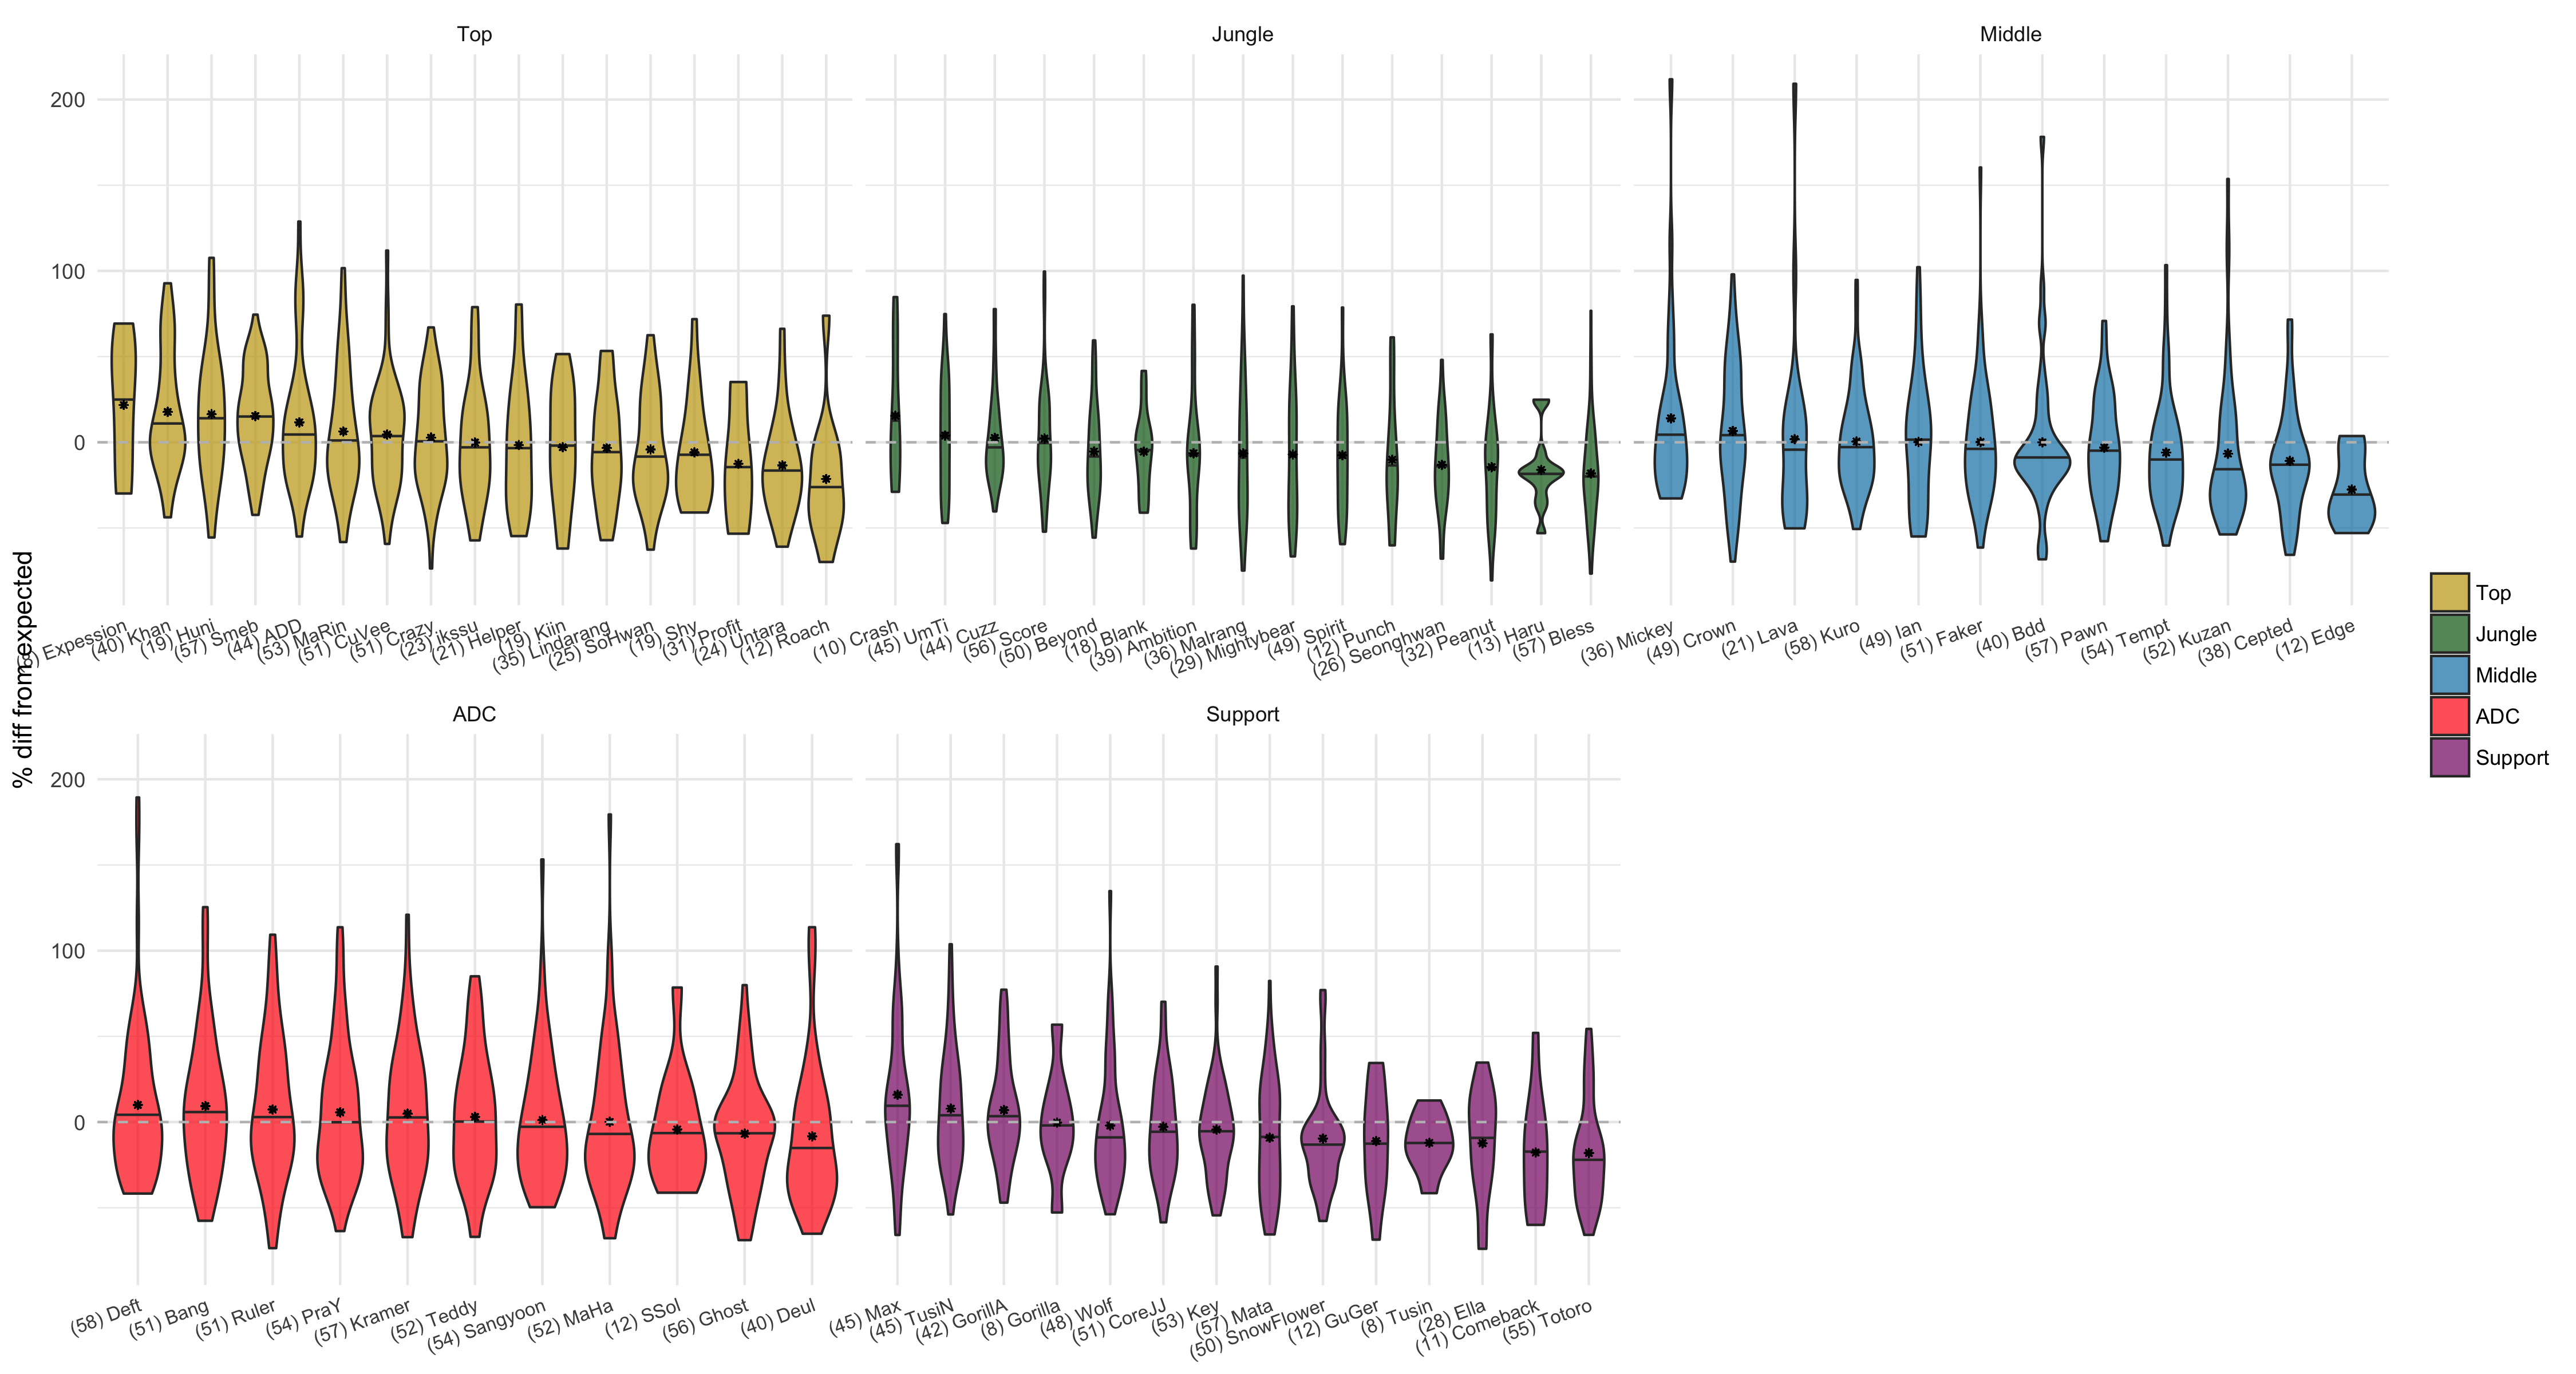 Top
Jungle
Middle
200
100
0
(40) Khan
(19) Huni
(57) Smeb
(44) ADD
(53) MaRin
(51) CuVee
(51) Crazy
(23) ikssu
(21) Helper
(19) Kiin
(35) Lindarang
(25) SoHwan
(19) Shy
(31) Profit
(24) Untara
(12) Roach
(10) Crash
(45) UmTi
(44) Cuzz
(56) Score
(50) Beyond
(18) Blank
(39) Ambition
(36) Malrang
(29) Mightybear
(49) Spirit
(12) Punch
(26) Seonghwan
(32) Peanut
(13) Haru
(57) Bless
(36) Mickey
(49) Crown
(21) Lava
(58) Kuro
(49) Ian
(51) Faker
(40) Bdd
(57) Pawn
(54) Tempt
(52) Kuzan
(38) Cepted
(12) Edge
% diff from expected
ADC
Support
200
100
0
(58) Deft
(51) Bang
(51) Ruler
(54) PraY
(57) Kramer
(52) Teddy
(54) Sangyoon
(52) MaHa
(12) SSol
(56) Ghost
(40) Deul
(45) Max
(45) TusiN
(42) GorillA
(8) Gorilla
(48) Wolf
(51) CoreJJ
(53) Key
(57) Mata
(50) SnowFlower
(12) GuGer
(8) Tusin
(28) Ella
(11) Comeback
(55) Totoro
Top
Jungle
Middle
ADC
Support